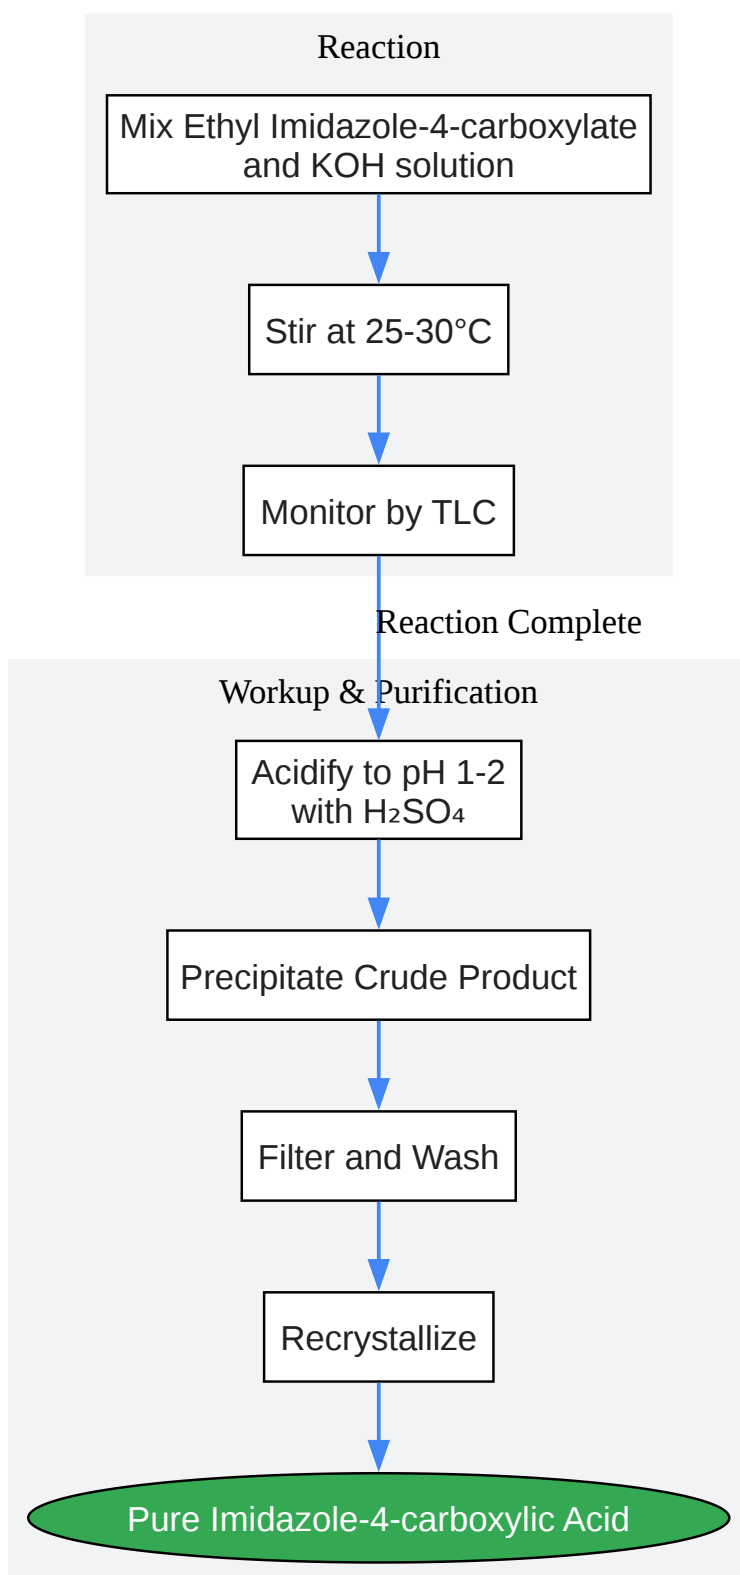 Reaction
Mix Ethyl Imidazole-4-carboxylate
and KOH solution
Stir at 25-30°C
Monitor by TLC
Reaction Complete
Workup & Purification
Acidify to pH 1-2
with H₂SO₄
Precipitate Crude Product
Filter and Wash
Recrystallize
Pure Imidazole-4-carboxylic Acid